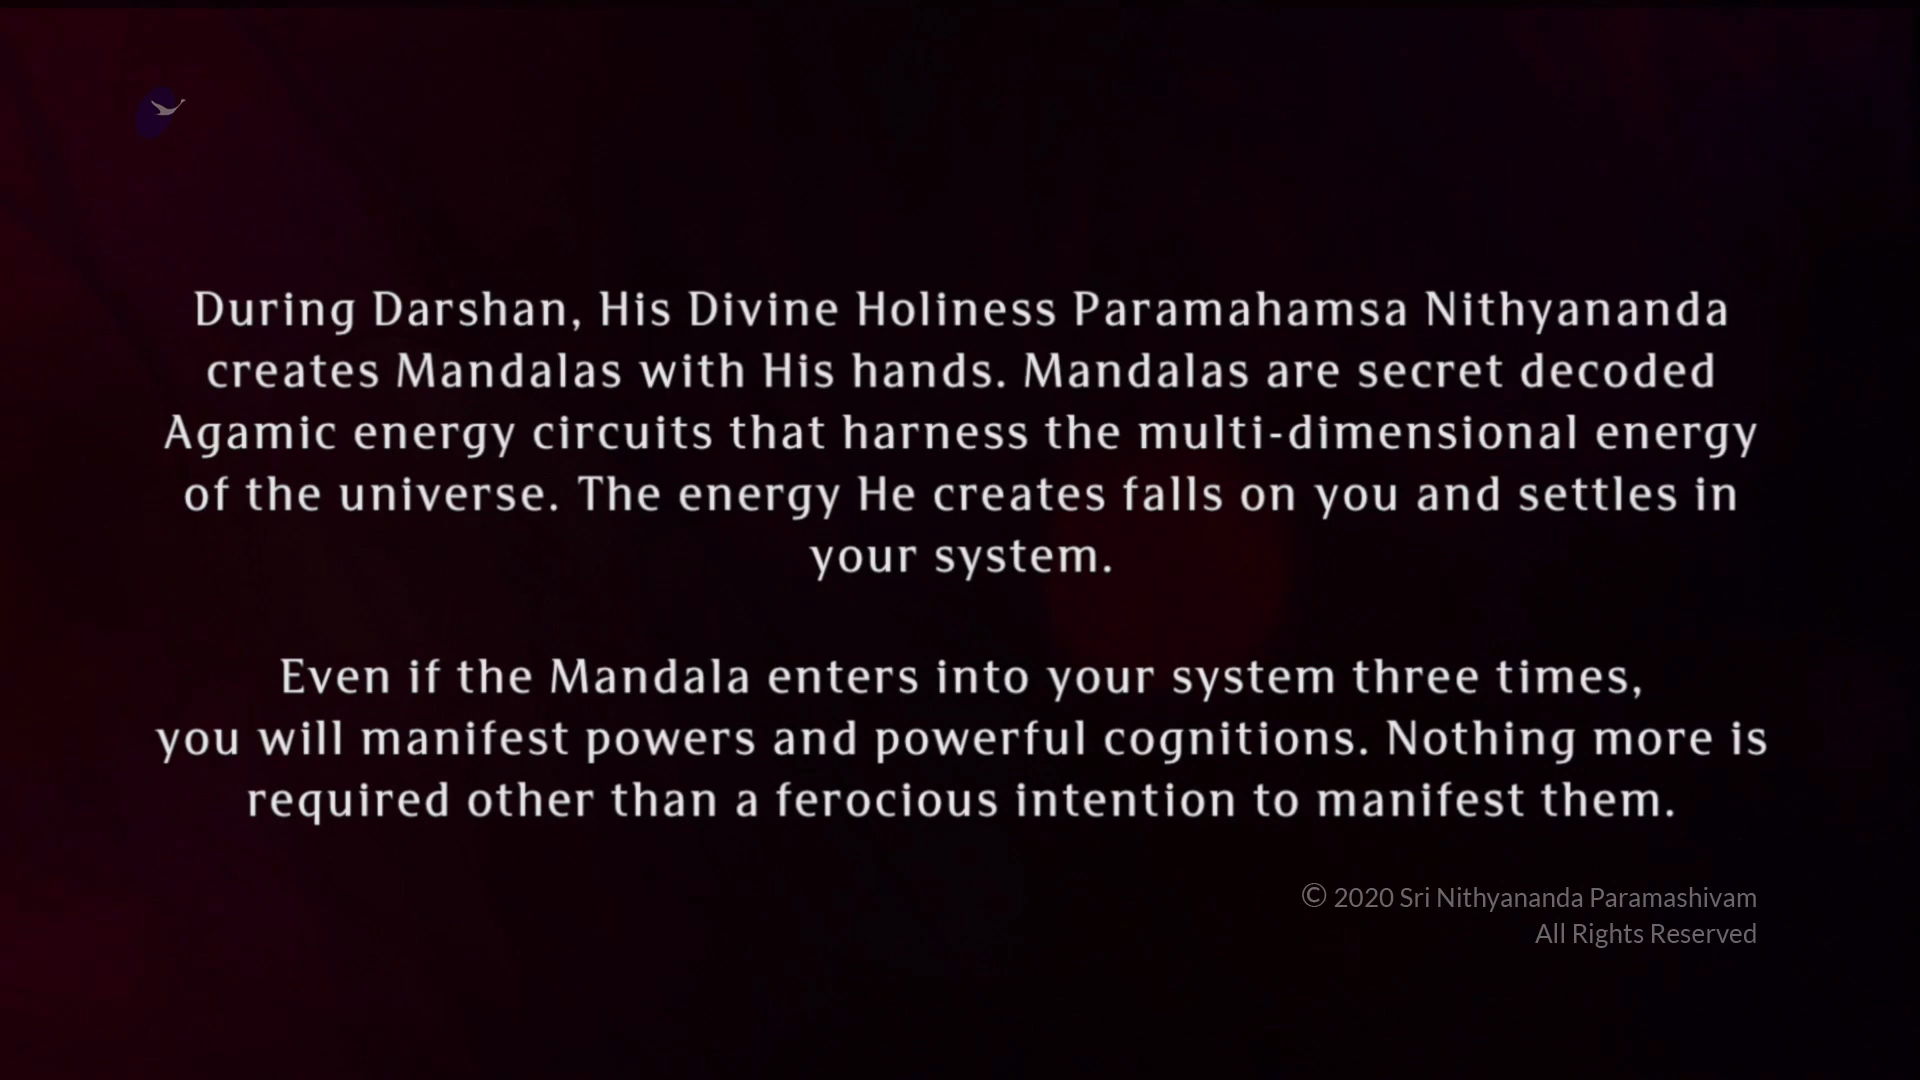 During Darshan, His Divine Holiness Paramahamsa Nithyananda
creates Mandalas with His hands. Mandalas are secret decoded
Agamic energy circuits that harness the multi-dimensional energy
of the universe. The energy He creates falls on you and settles in
your system.
Even if the Mandala enters into your system three times,
you will manifest powers and powerful cognitions. Nothing more is
required other than a ferocious intention to manifest them.
© 2020 Sri Nithyananda Paramashivam
All Rights Reserved